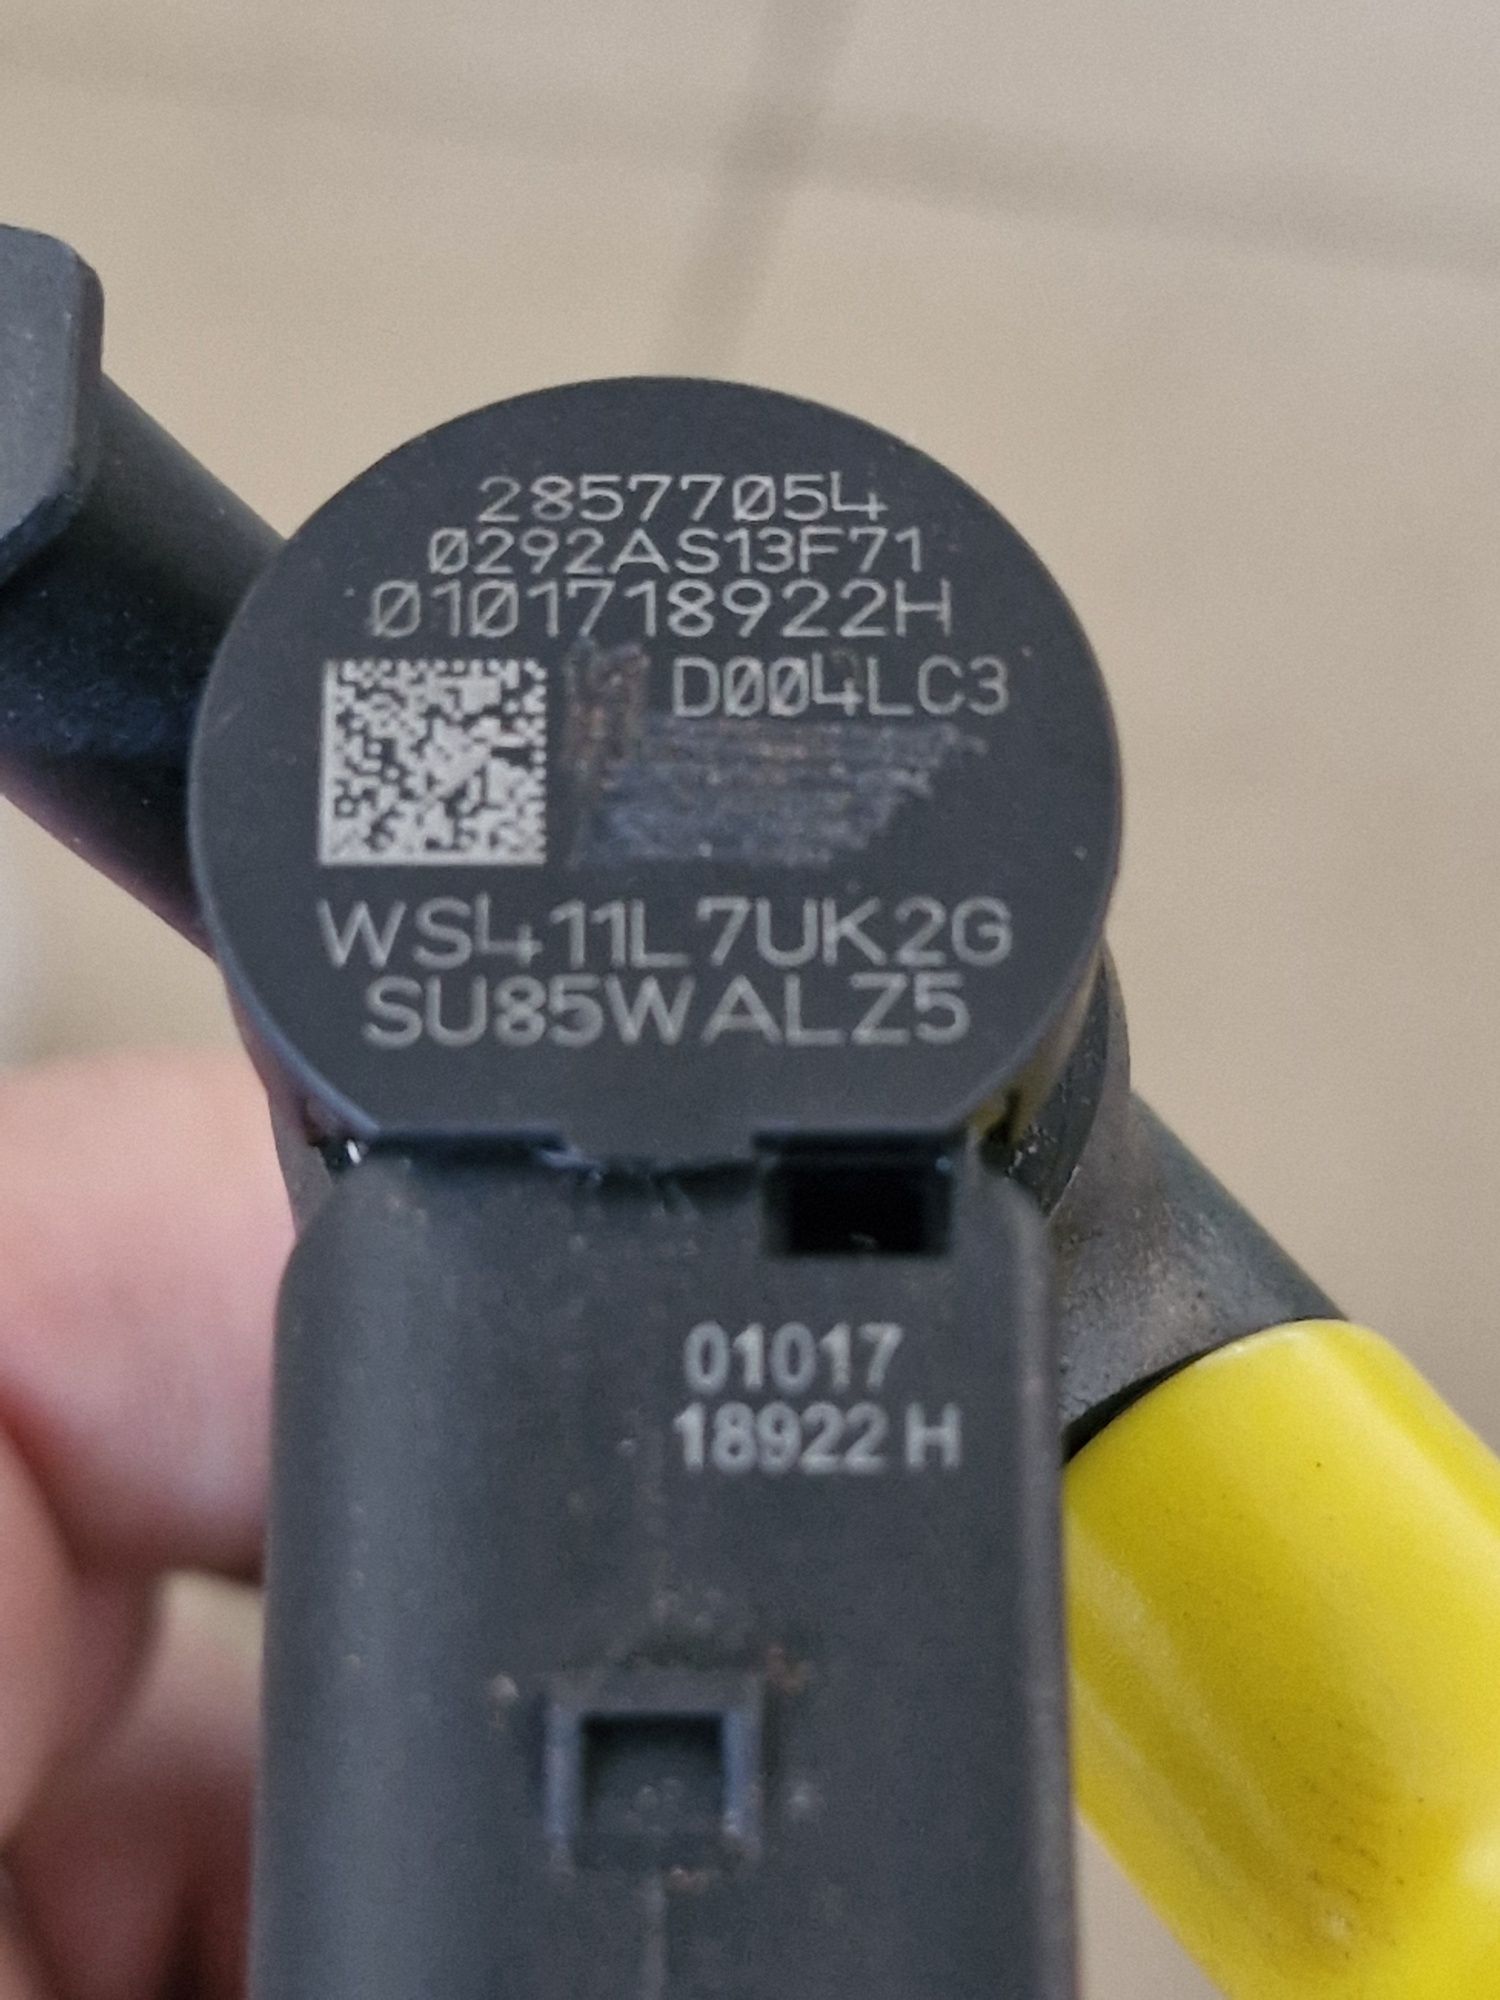 28577054
0292AS13F71
0101718922H
D004LC3
WS411L7UK2G
SU85WALZ5
01017
18922 H